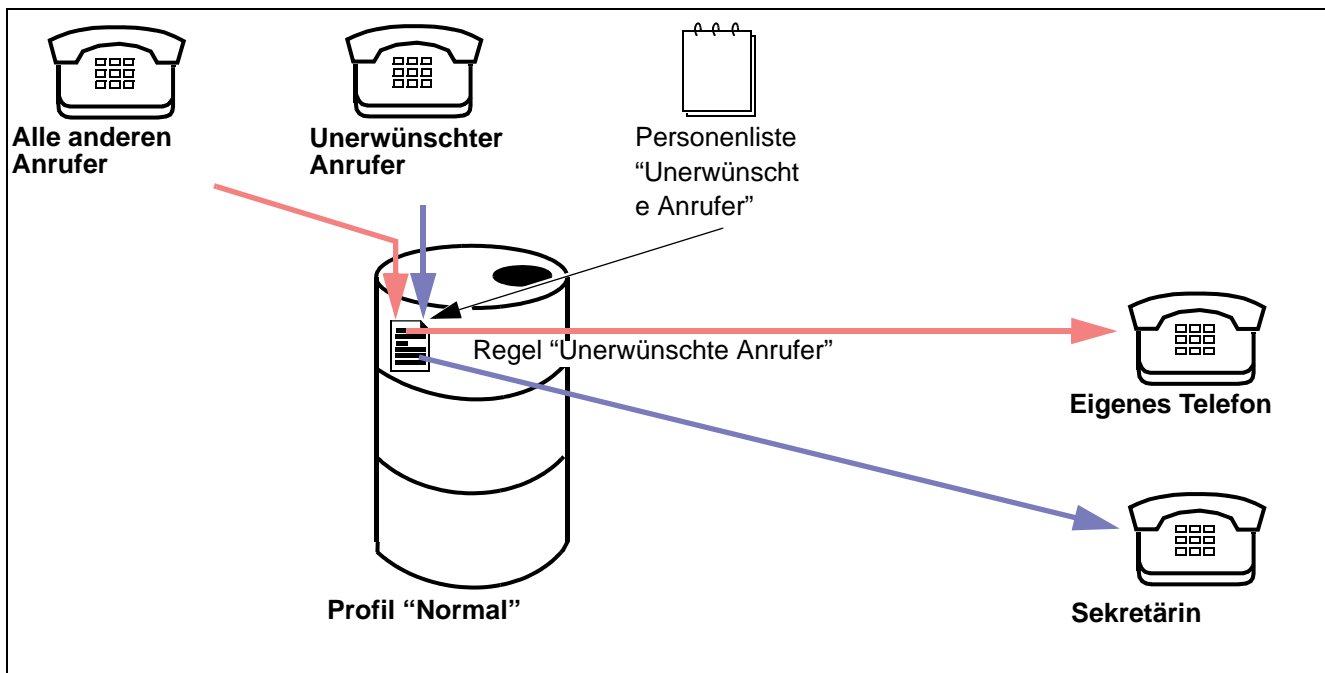 Alle anderen
Anrufer
Unerwünschter
Anrufer
Personenliste
“Unerwünscht
e Anrufer”
Regel “Unerwünschte Anrufer”
Eigenes Telefon
Profil “Normal”
Sekretärin